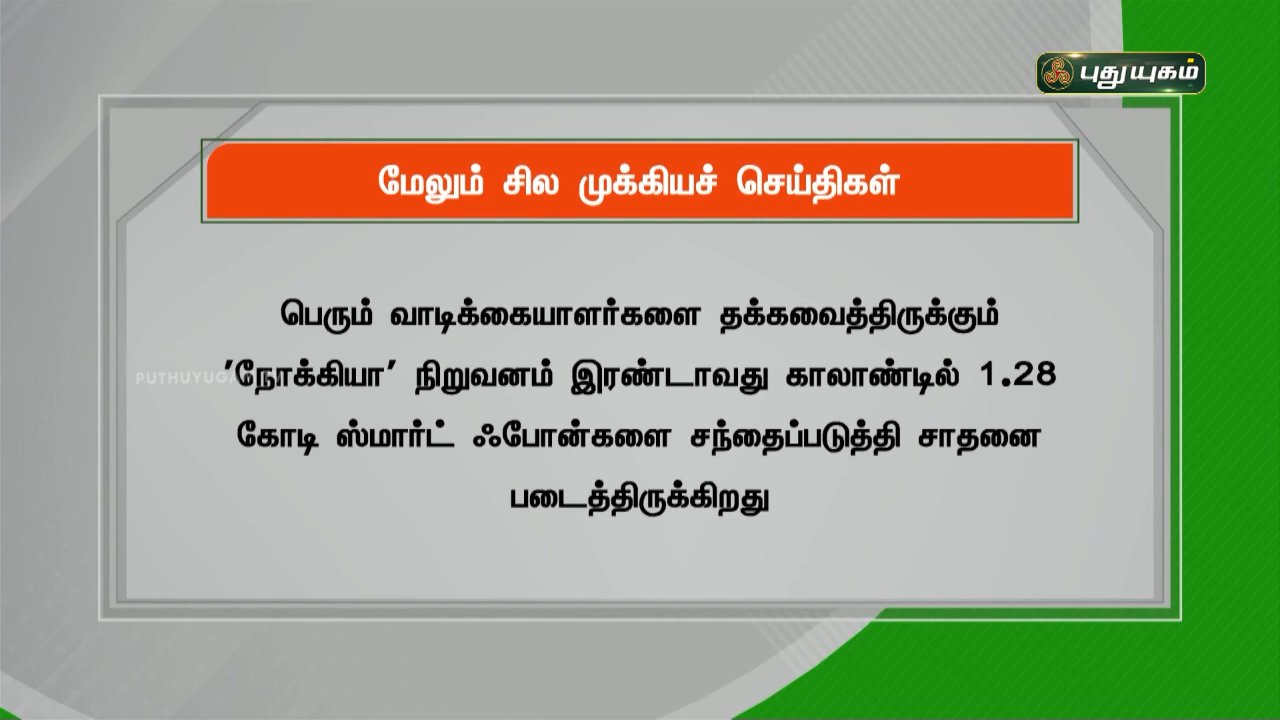 புதுயுகம்
மேலும் சில முக்கியச் செய்திகள்
பெரும் வாடிக்கையாளர்களை தக்கவைத்திருக்கும்
'நோக்கியா' நிறுவனம் இரண்டாவது காலாண்டில் 1.28
கோடி ஸ்மார்ட் ஃபோன்களை சந்தைப்படுத்தி சாதனை
படைத்திருக்கிறது